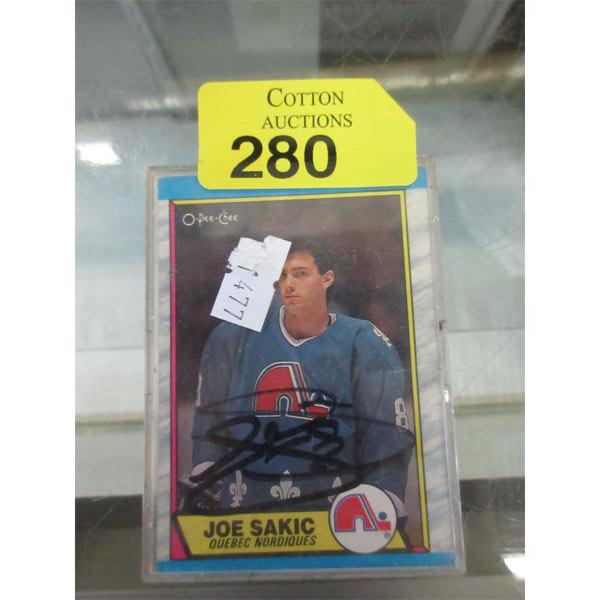 COTTON
AUCTIONS
280
O-Pee-Chee
1477
JOE SAKIC
QUEBEC NORDIQUES